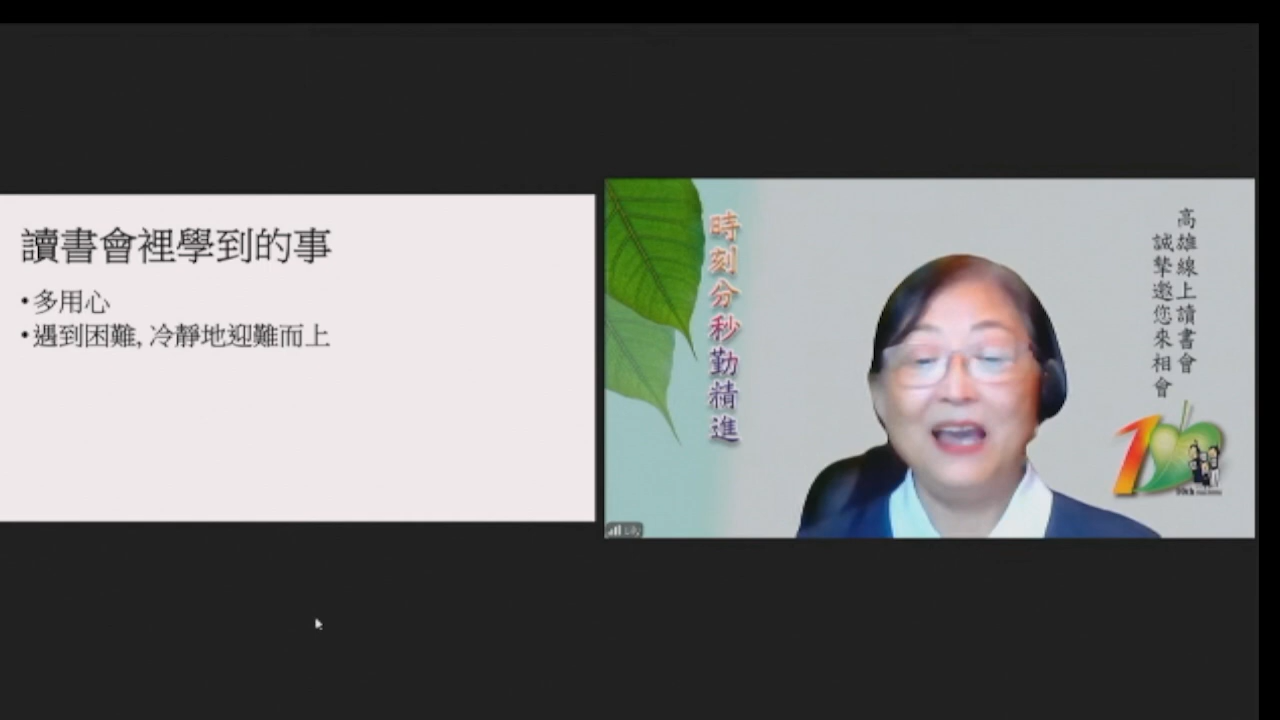 讀書會裡學到的事
•多用心
•遇到困難, 冷靜地迎難而上
時刻分秒勤精進
高雄線上讀書會
誠摯邀您來相會
10